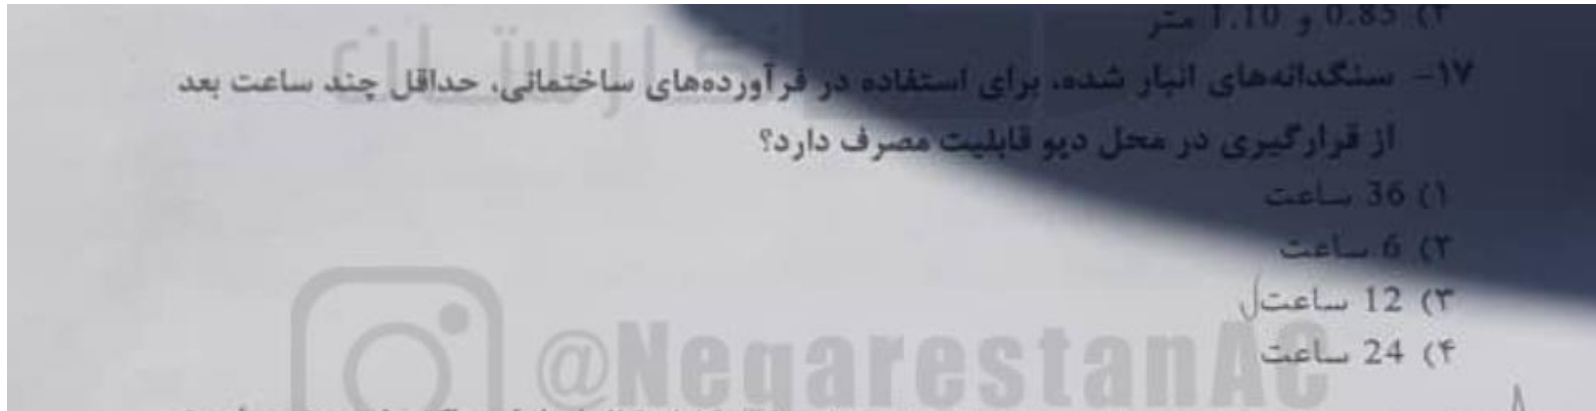 ۲) 0.85 و 1.10 متر
۱۷- سنگدانه‌های انبار شده، برای استفاده در فرآورده‌های ساختمانی، حداقل چند ساعت بعد
از قرارگیری در محل دپو قابلیت مصرف دارد؟
۱) 36 ساعت
۲) 6 ساعت
۳) 12 ساعت
۴) 24 ساعت
@NegarestanAC